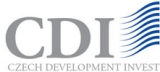 CDI
CZECH DEVELOPMENT INVEST